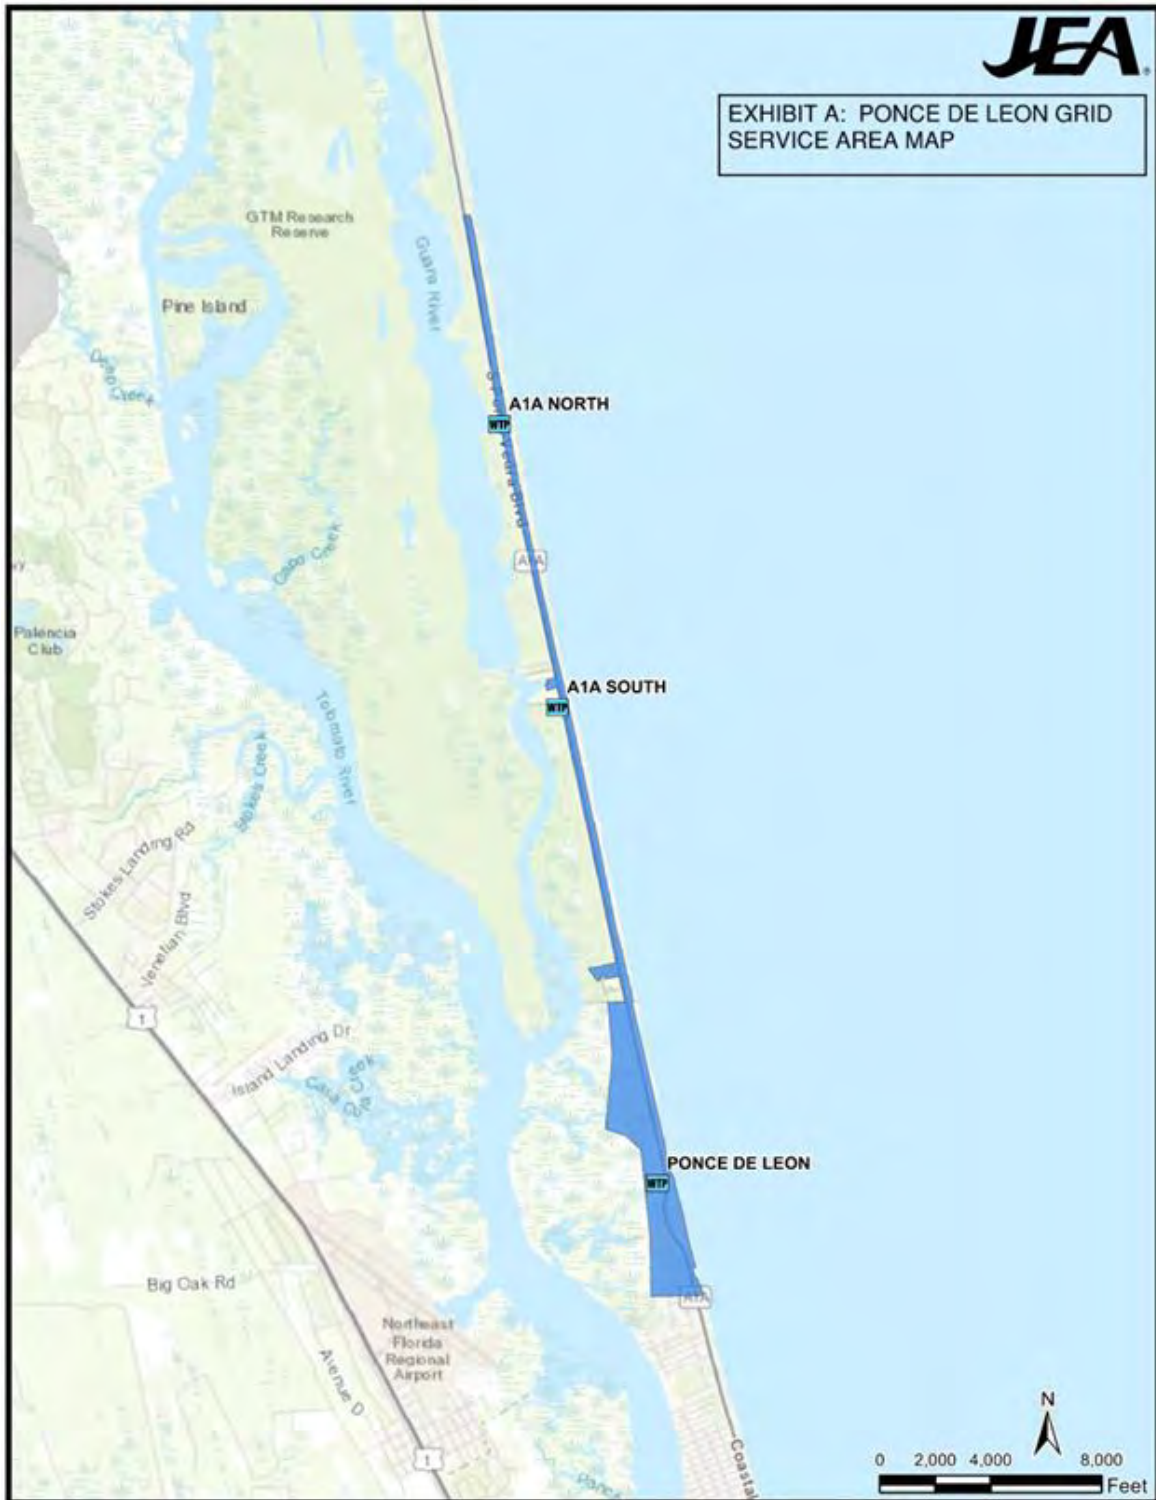 JEA
EXHIBIT A: PONCE DE LEON GRID
SERVICE AREA MAP
GTM Research
Reserve
Guana River
Pine Island
Creek
A1A NORTH
WTP
A1A
Capo Creek
Palencia
Club
A1A SOUTH
WTP
Tolomato River
Stokes Creek
Stokes Landing Rd
Venetian Blvd
1
Island Landing Dr
Casa Cola Creek
PONCE DE LEON
WTP
Big Oak Rd
A1A
Northeast
Florida
Regional
Airport
Avenue D
1
Coastal
N
0 2,000 4,000 8,000
Feet